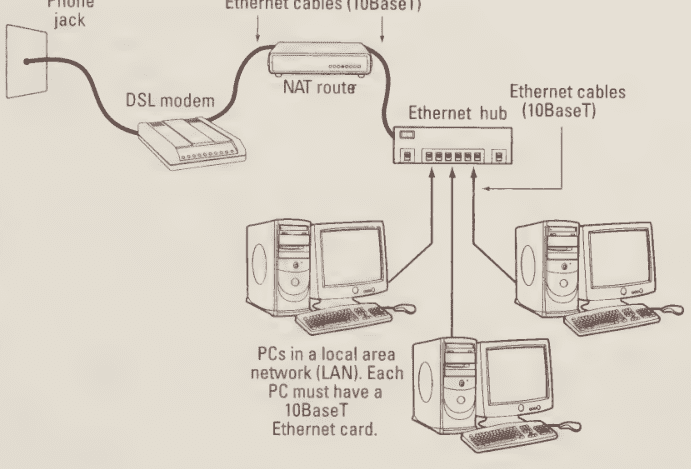 Phone
jack
Ethernet cables (10BaseT)
DSL modem
NAT router
Ethernet hub
Ethernet cables
(10BaseT)
PCs in a local area
network (LAN). Each
PC must have a
10BaseT
Ethernet card.